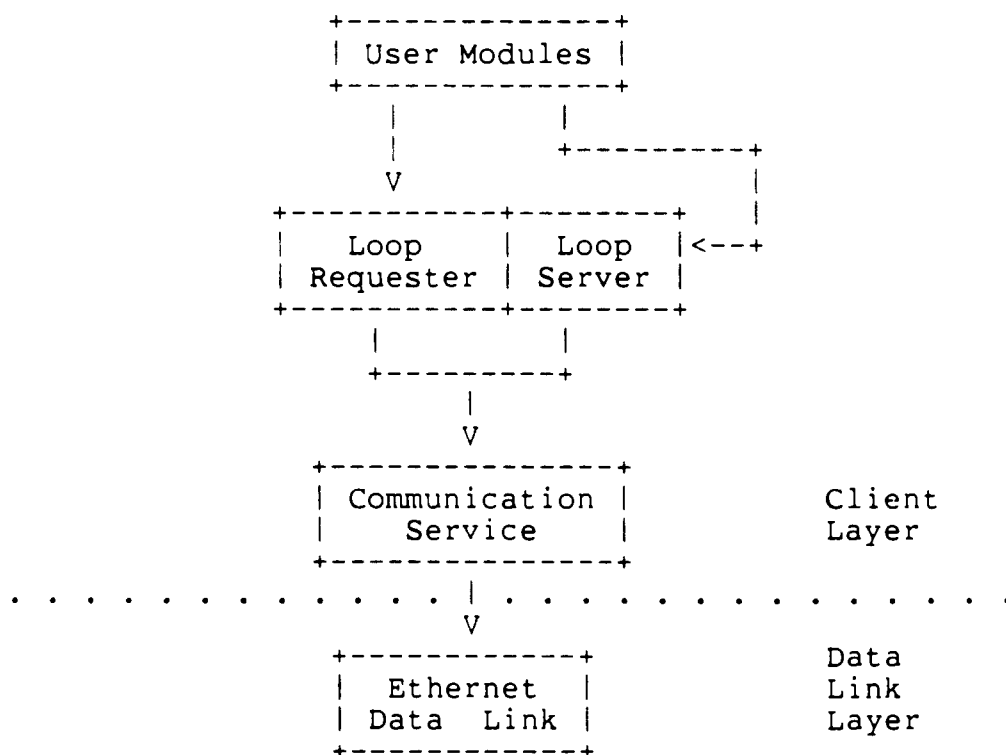 User Modules
Loop Loop
Requester Server
Communication Client
Service Layer
Data
Ethernet Link
Data Link Layer